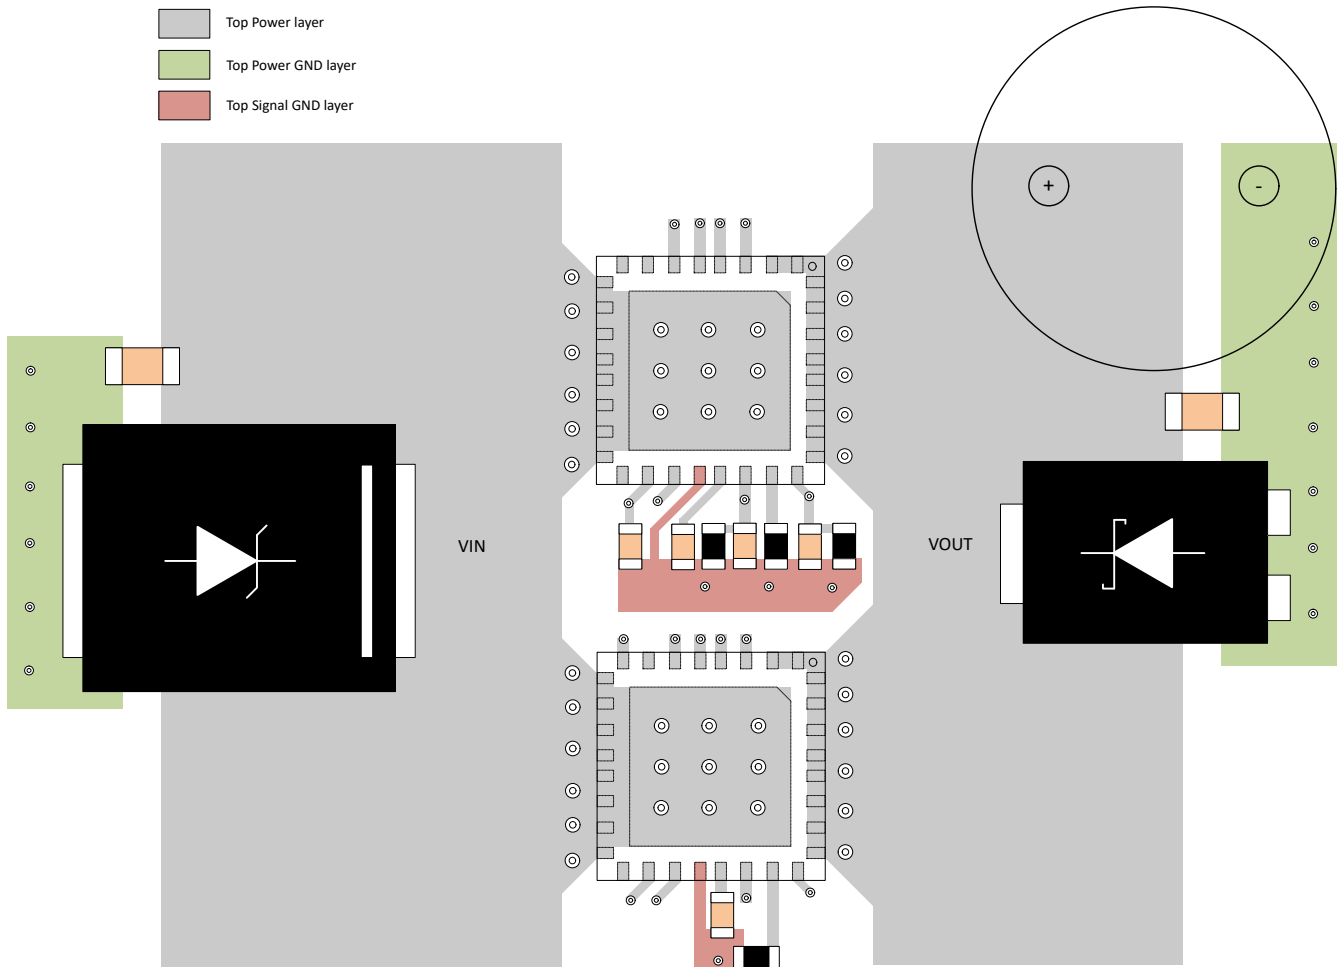 Top Power layer
Top Power GND layer
Top Signal GND layer
+
-
VIN
VOUT